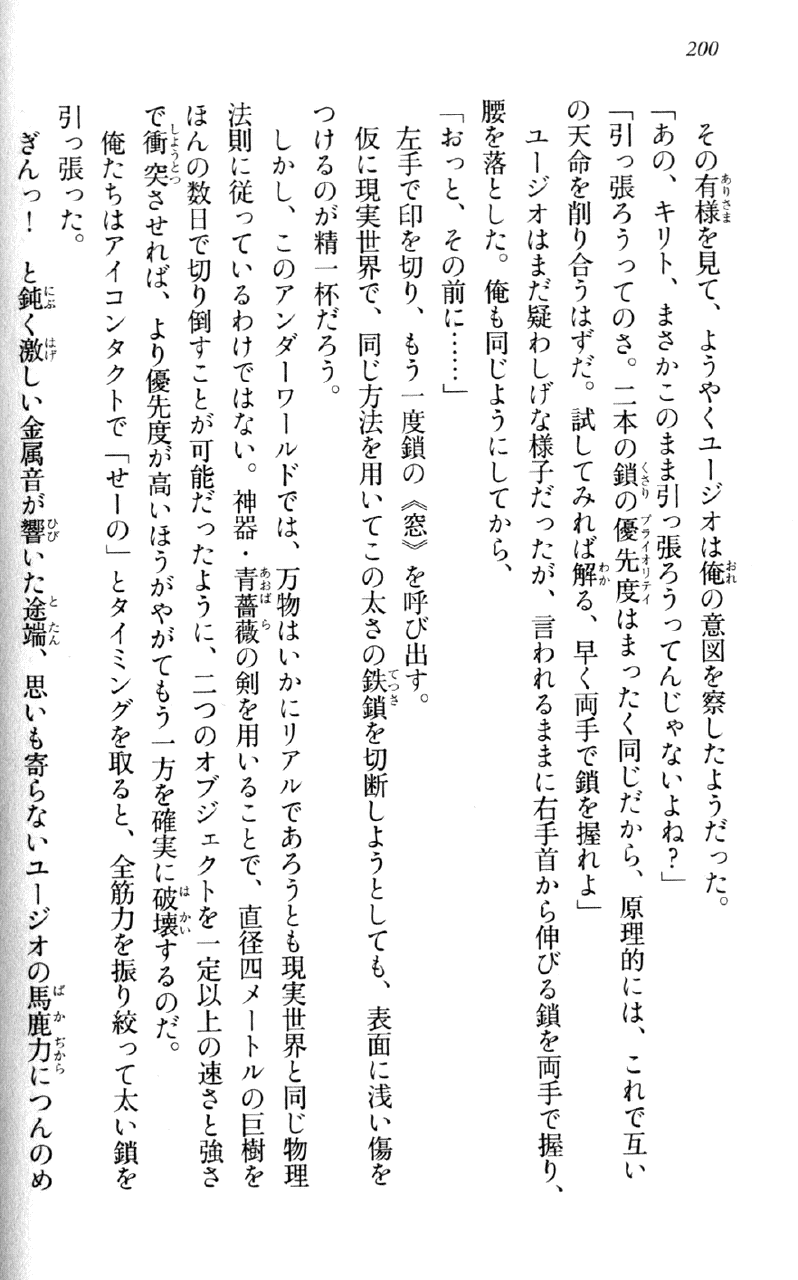 200
その有様を見て、ようやくユージオは俺の意図を察したようだった。
「あの、キリト、まさかこのまま引っ張ろうってんじゃないよね？」
「引っ張ろうってのさ。二本の鎖の優先度はまったく同じだから、原理的には、これで互い
の天命を削り合うはずだ。試してみれば解る、早く両手で鎖を握れよ」
ユージオはまだ疑わしげな様子だったが、言われるままに右手首から伸びる鎖を両手で握り、
腰を落とした。俺も同じようにしてから、
「おっと、その前に……」
左手で印を切り、もう一度鎖の《窓》を呼び出す。
仮に現実世界で、同じ方法を用いてこの太さの鉄鎖を切断しようとしても、表面に浅い傷を
つけるのが精一杯だろう。
しかし、このアンダーワールドでは、万物はいかにリアルであろうとも現実世界と同じ物理
法則に従っているわけではない。神器・青薔薇の剣を用いることで、直径四メートルの巨樹を
ほんの数日で切り倒すことが可能だったように、二つのオブジェクトを一定以上の速さと強さ
で衝突させれば、より優先度が高いほうがやがてもう一方を確実に破壊するのだ。
俺たちはアイコンタクトで「せーの」とタイミングを取ると、全筋力を振り絞って太い鎖を
引っ張った。
ぎんっ！　と鈍く激しい金属音が響いた途端、思いも寄らないユージオの馬鹿力につんのめ